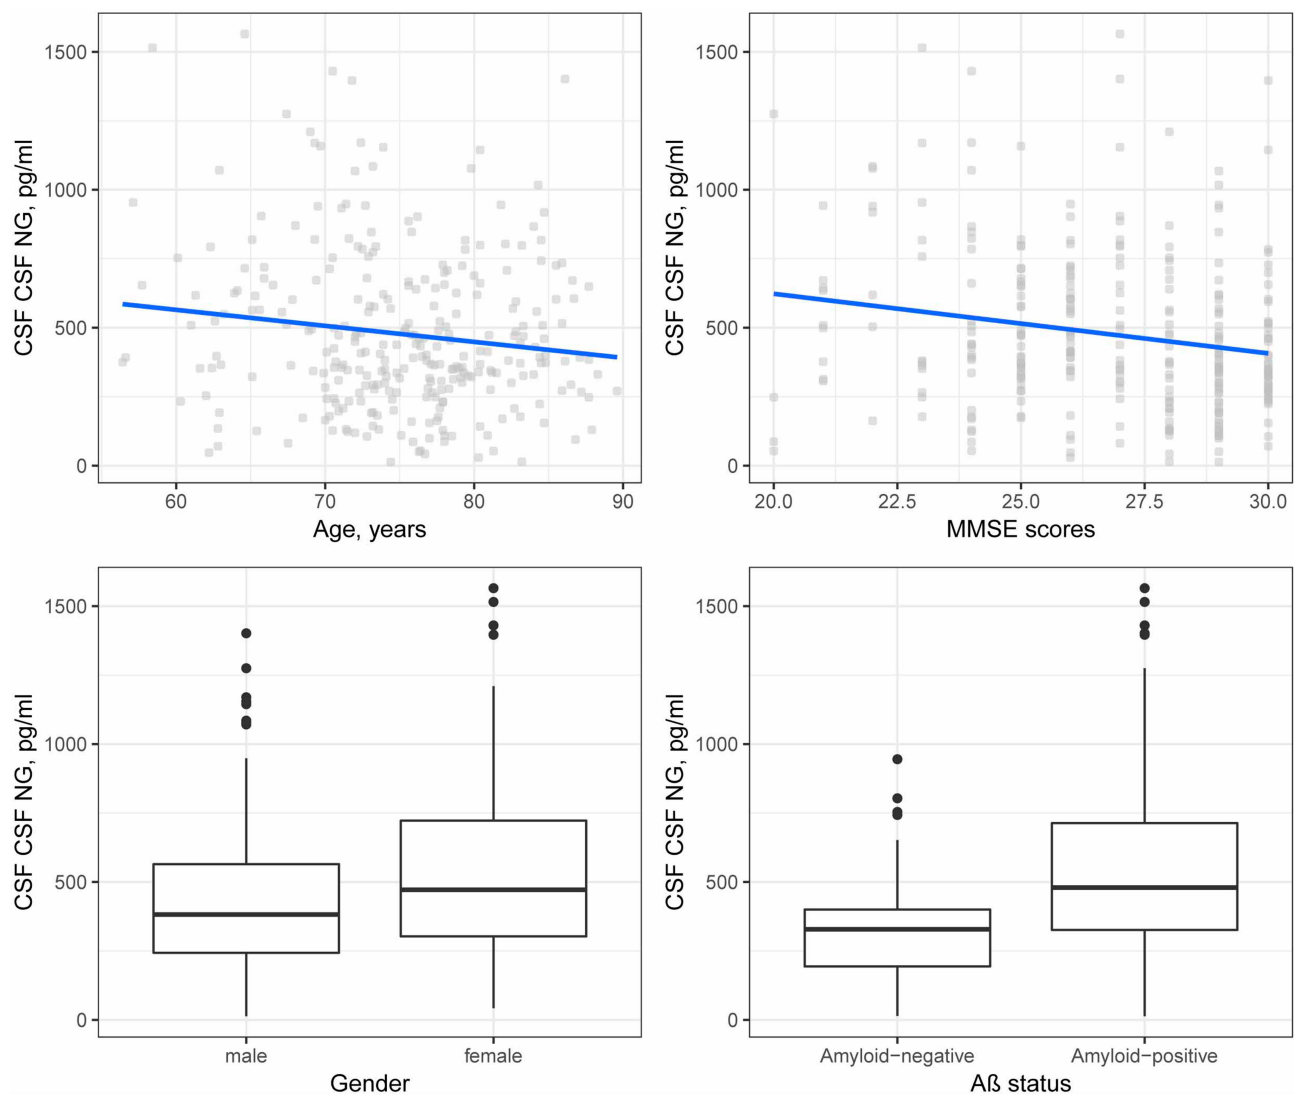 1500
1000
500
0
CSF CSF NG, pg/ml
60 70 80 90
Age, years
1500
1000
500
0
CSF CSF NG, pg/ml
20.0 22.5 25.0 27.5 30.0
MMSE scores
1500
1000
500
0
CSF CSF NG, pg/ml
male female
Gender
1500
1000
500
0
CSF CSF NG, pg/ml
Amyloid−negative Amyloid−positive
Aß status